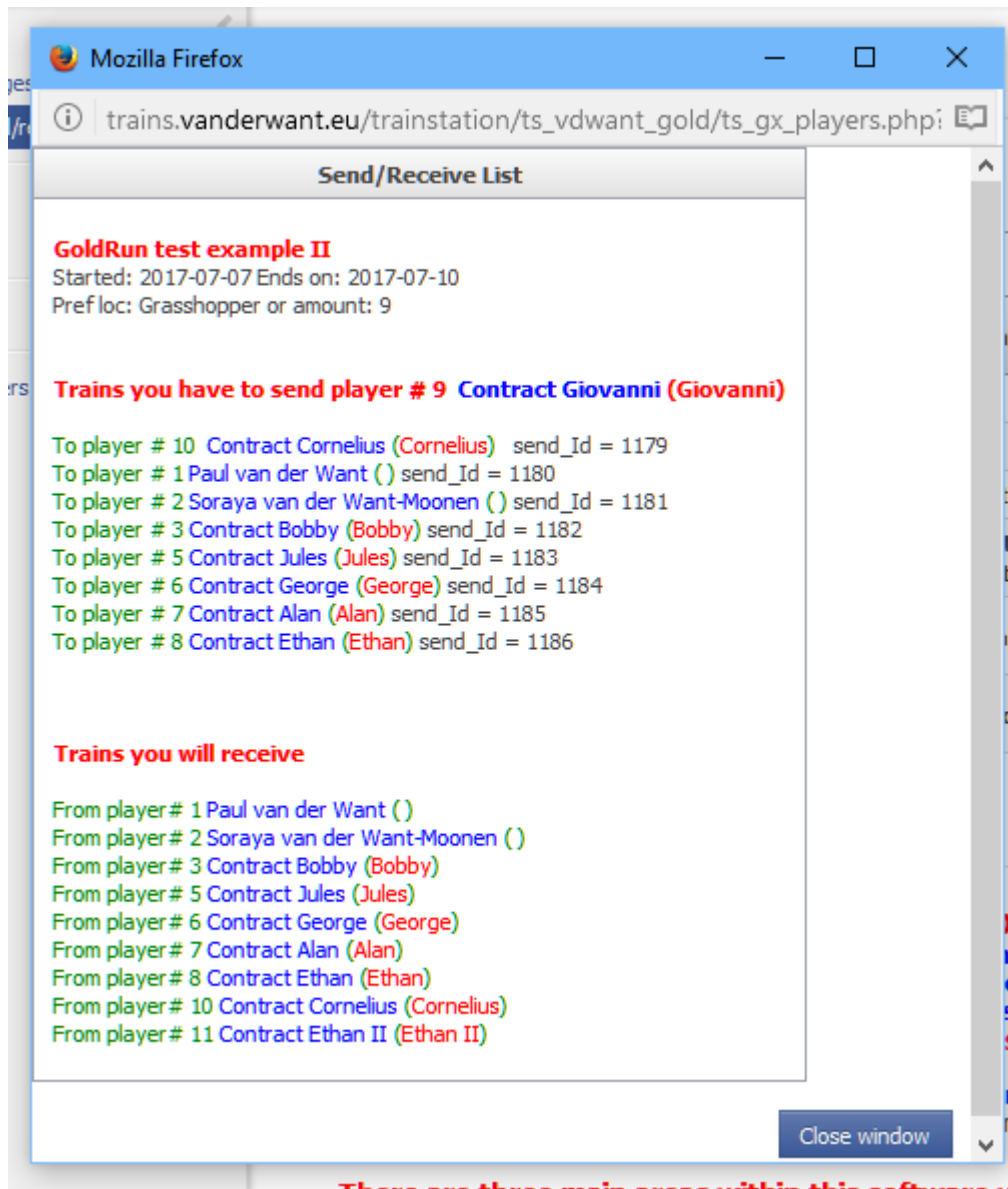 Mozilla Firefox
trains.vanderwant.eu/trainstation/ts_vdwant_gold/ts_gx_players.php?
Send/Receive List
GoldRun test example II
Started: 2017-07-07 Ends on: 2017-07-10
Pref loc: Grasshopper or amount: 9
Trains you have to send player # 9 Contract Giovanni (Giovanni)
To player # 10 Contract Cornelius (Cornelius) send_Id = 1179
To player # 1 Paul van der Want ( ) send_Id = 1180
To player # 2 Soraya van der Want-Moonen ( ) send_Id = 1181
To player # 3 Contract Bobby (Bobby) send_Id = 1182
To player # 5 Contract Jules (Jules) send_Id = 1183
To player # 6 Contract George (George) send_Id = 1184
To player # 7 Contract Alan (Alan) send_Id = 1185
To player # 8 Contract Ethan (Ethan) send_Id = 1186
Trains you will receive
From player# 1 Paul van der Want ( )
From player# 2 Soraya van der Want-Moonen ( )
From player# 3 Contract Bobby (Bobby)
From player# 5 Contract Jules (Jules)
From player# 6 Contract George (George)
From player# 7 Contract Alan (Alan)
From player# 8 Contract Ethan (Ethan)
From player# 10 Contract Cornelius (Cornelius)
From player# 11 Contract Ethan II (Ethan II)
Close window
There are three main areas within this software